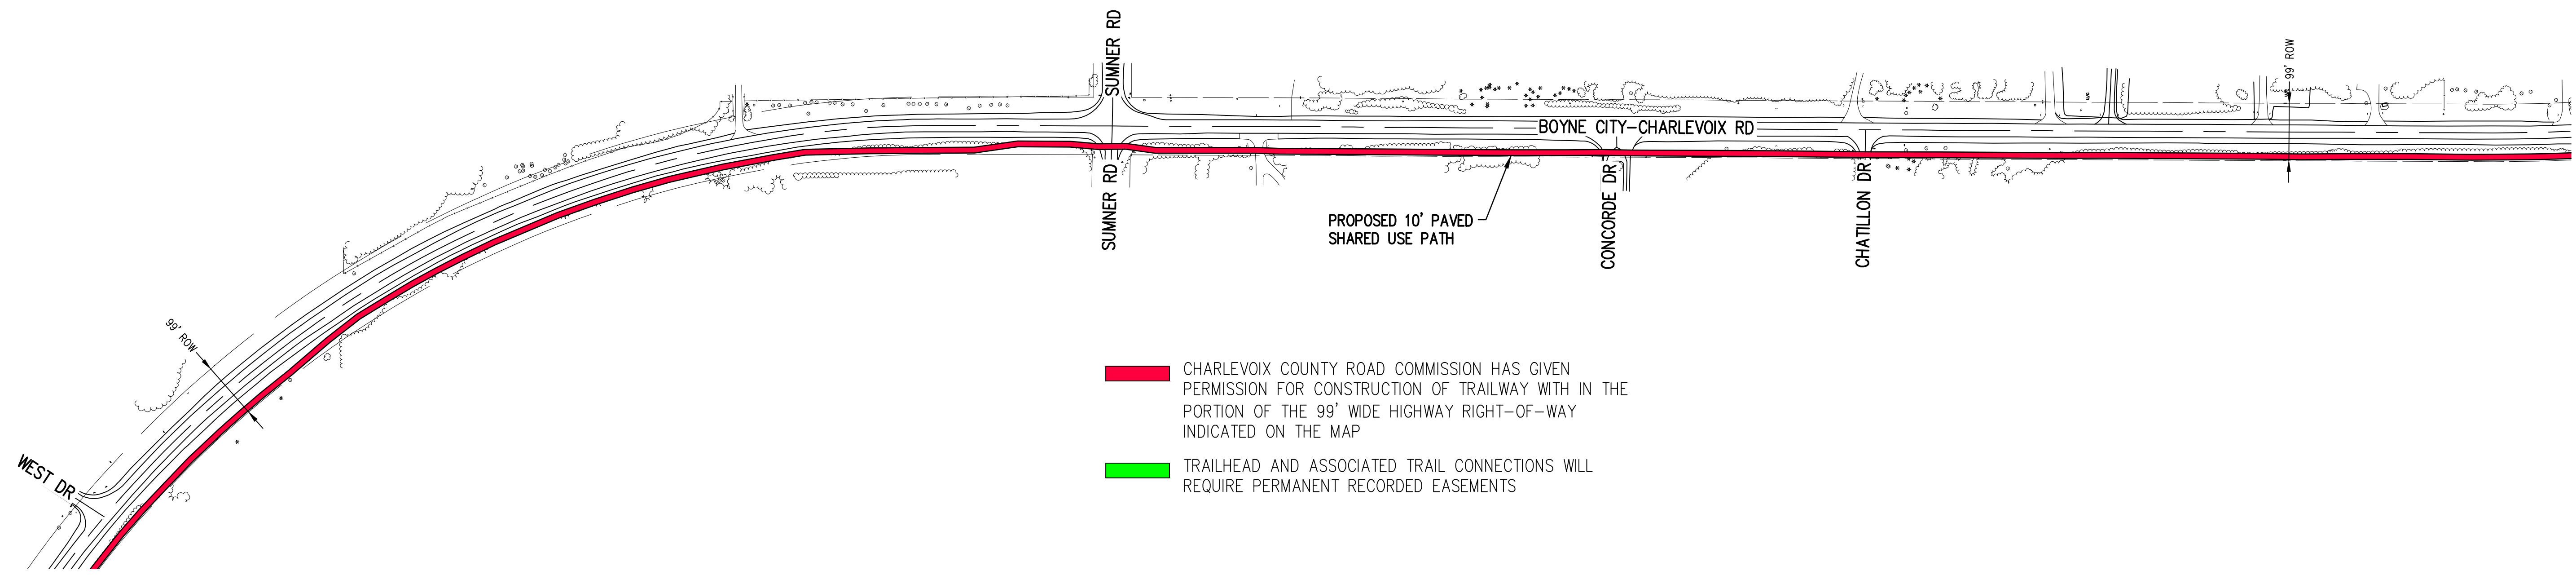 SUMNER RD
99' ROW
BOYNE CITY-CHARLEVOIX RD
SUMNER RD
PROPOSED 10' PAVED
SHARED USE PATH
CONCORDE DR
CHATILLON DR
99' ROW
WEST DR
CHARLEVOIX COUNTY ROAD COMMISSION HAS GIVEN
PERMISSION FOR CONSTRUCTION OF TRAILWAY WITH IN THE
PORTION OF THE 99' WIDE HIGHWAY RIGHT-OF-WAY
INDICATED ON THE MAP
TRAILHEAD AND ASSOCIATED TRAIL CONNECTIONS WILL
REQUIRE PERMANENT RECORDED EASEMENTS